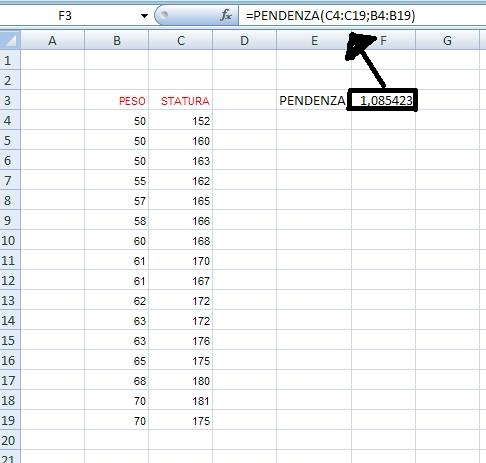 F3 fx =PENDENZA(C4:C19;B4:B19)
A B C D E F G
1
2
3 PESO STATURA PENDENZA 1,085423
4 50 152
5 50 160
6 50 163
7 55 162
8 57 165
9 58 166
10 60 168
11 61 170
12 61 167
13 62 172
14 63 172
15 63 176
16 65 175
17 68 180
18 70 181
19 70 175
20
21